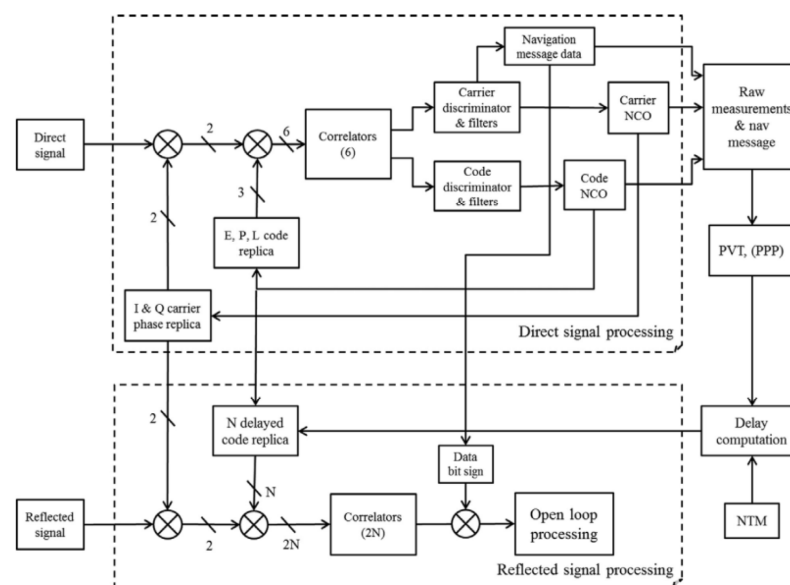 Navigation
message data
Direct
signal
2
6
Correlators
(6)
Carrier
discriminator
& filters
Carrier
NCO
Raw
measurements
& nav
message
Code
discriminator
& filters
Code
NCO
3
2
E, P, L code
replica
PVT, (PPP)
I & Q carrier
phase replica
Direct signal processing
2
N delayed
code replica
Delay
computation
Data
bit sign
N
Reflected
signal
2
2N
Correlators
(2N)
Open loop
processing
NTM
Reflected signal processing